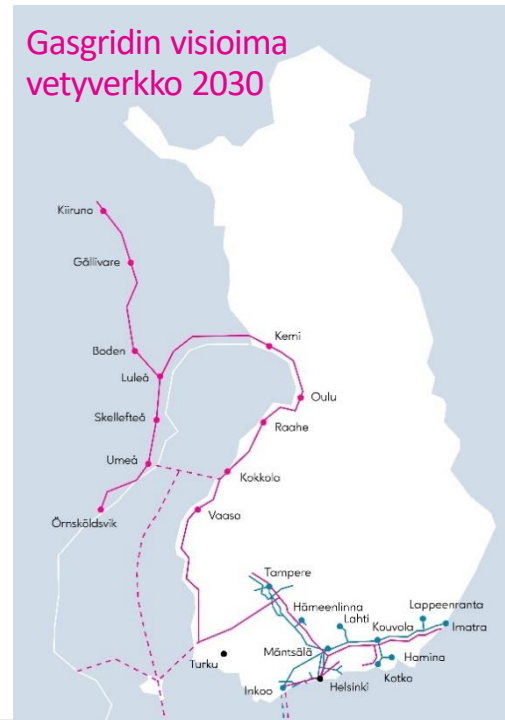 Gasgridin visioima
vetyverkko 2030
Kiiruna
Gällivare
Boden
Kemi
Luleå
Oulu
Skellefteå
Raahe
Umeå
Kokkola
Örnsköldsvik
Vaasa
Tampere
Hämeenlinna
Lahti
Lappeenranta
Kouvola
Imatra
Mäntsälä
Turku
Hamina
Inkoo
Helsinki
Kotka